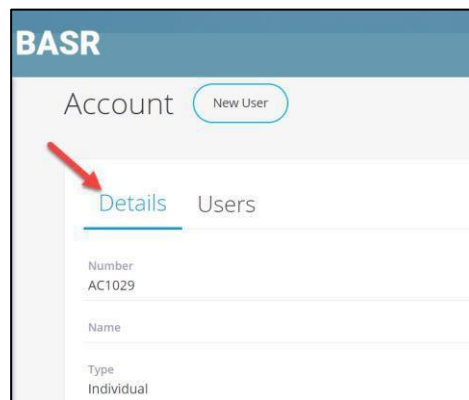 BASR
Account New User
Details Users
Number
AC1029
Name
Type
Individual